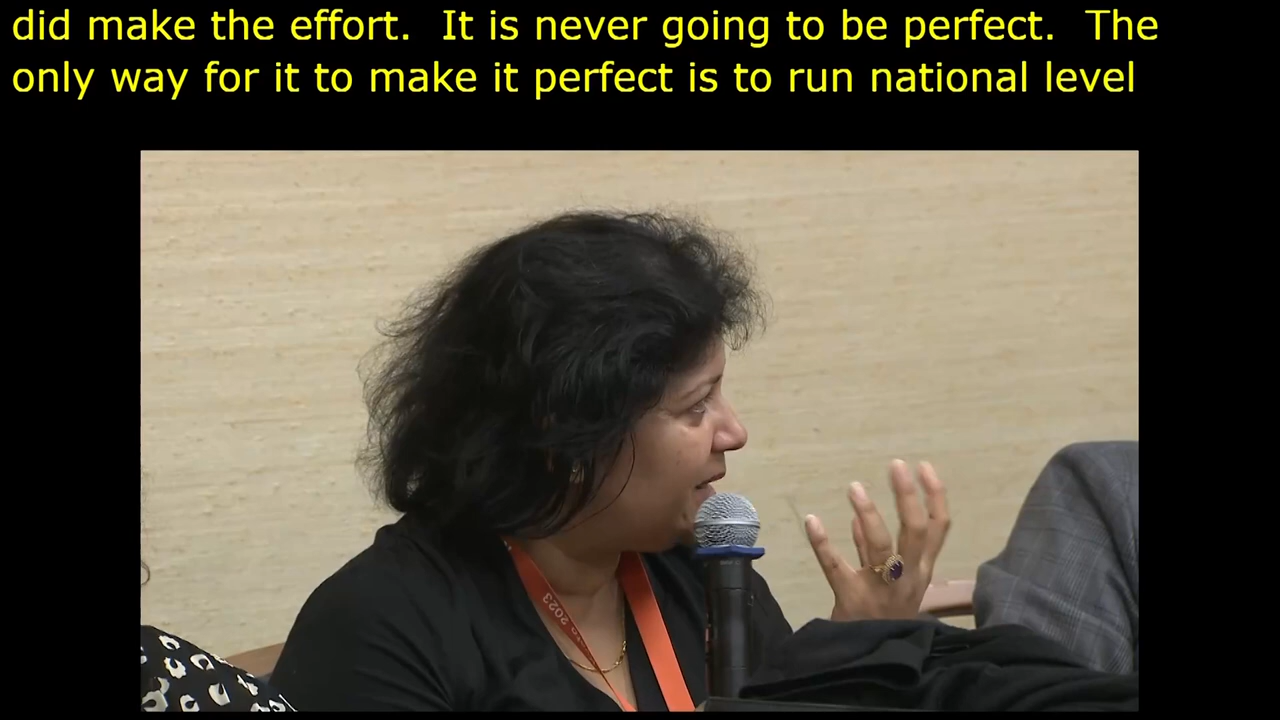 did make the effort.  It is never going to be perfect.  The
only way for it to make it perfect is to run national level
2023